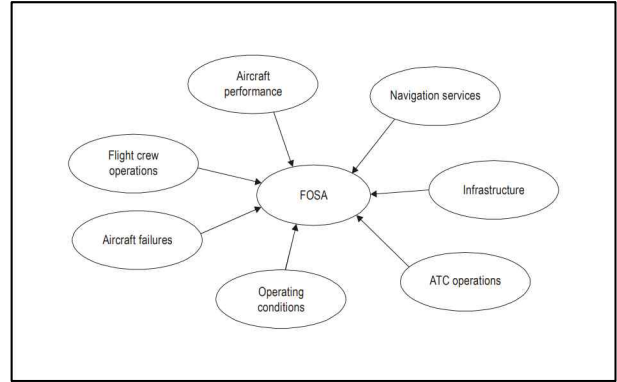 Aircraft
performance
Navigation services
Flight crew
operations
FOSA
Infrastructure
Aircraft failures
ATC operations
Operating
conditions